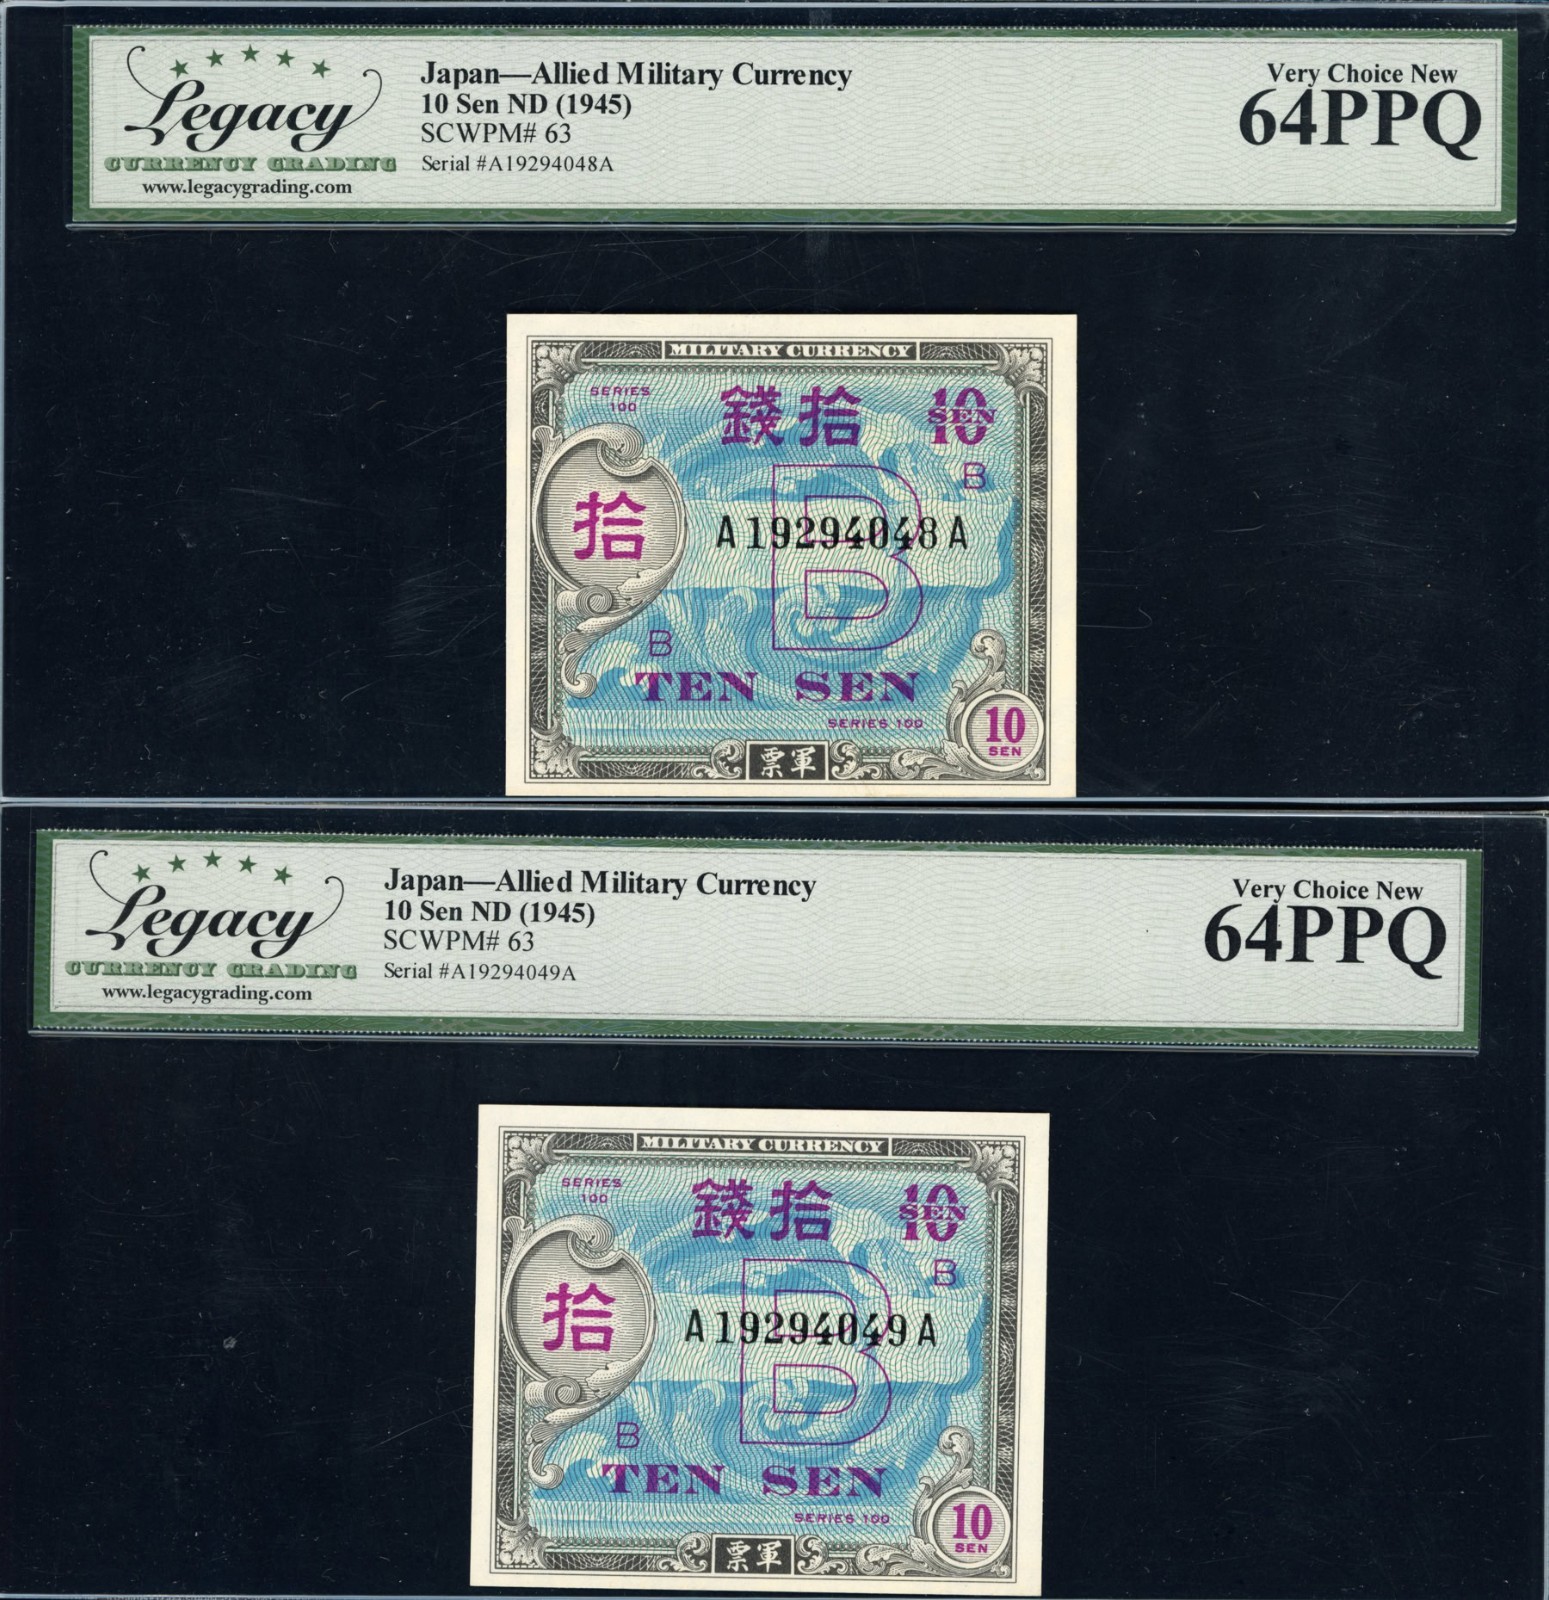 Legacy
CURRENCY GRADING
www.legacygrading.com
Japan—Allied Military Currency
10 Sen ND (1945)
SCWPM# 63
Serial #A19294048A
Very Choice New
64PPQ
MILITARY CURRENCY
SERIES
100
錢拾
10
SEN
B
拾
B
A19294048A
B
TEN SEN
SERIES 100
10
SEN
票軍
Legacy
CURRENCY GRADING
www.legacygrading.com
Japan—Allied Military Currency
10 Sen ND (1945)
SCWPM# 63
Serial #A19294049A
Very Choice New
64PPQ
MILITARY CURRENCY
SERIES
100
錢拾
10
SEN
B
拾
B
A19294049A
B
TEN SEN
SERIES 100
10
SEN
票軍